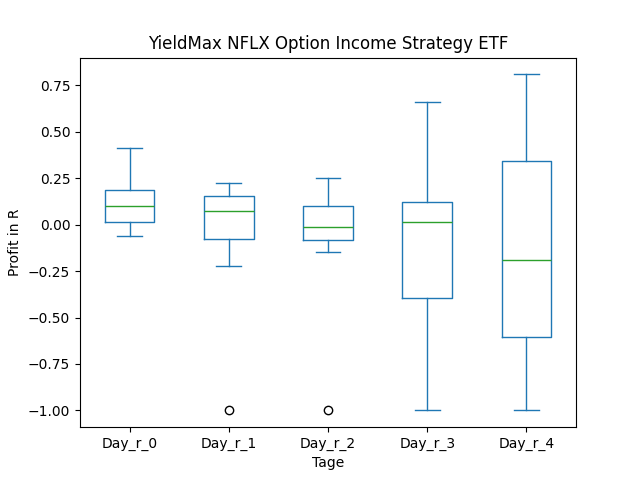 YieldMax NFLX Option Income Strategy ETF
Profit in R
0.75
0.50
0.25
0.00
−0.25
−0.50
−0.75
−1.00
Day_r_0 Day_r_1 Day_r_2 Day_r_3 Day_r_4
Tage